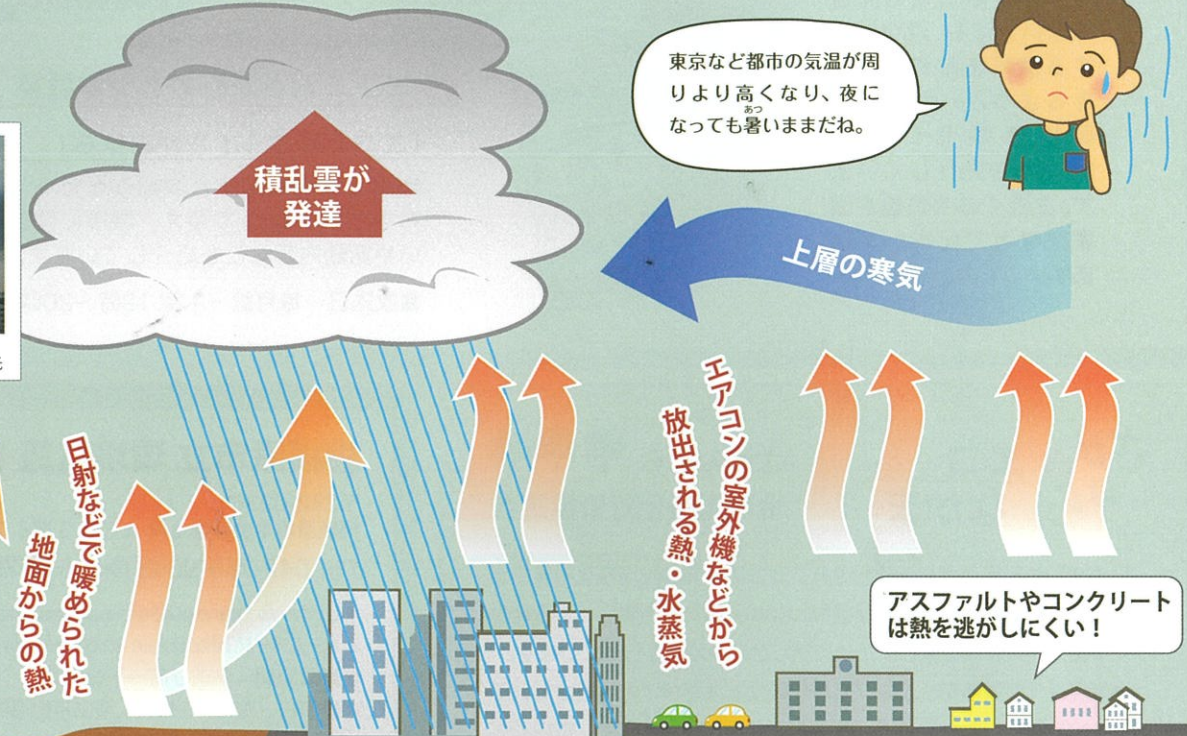 東京など都市の気温が周
りより高くなり、夜に
なっても暑いままだね。
あつ
積乱雲が
発達
上層の寒気
日射などで暖められた
地面からの熱
エアコンの室外機などから
放出される熱・水蒸気
アスファルトやコンクリート
は熱を逃がしにくい！